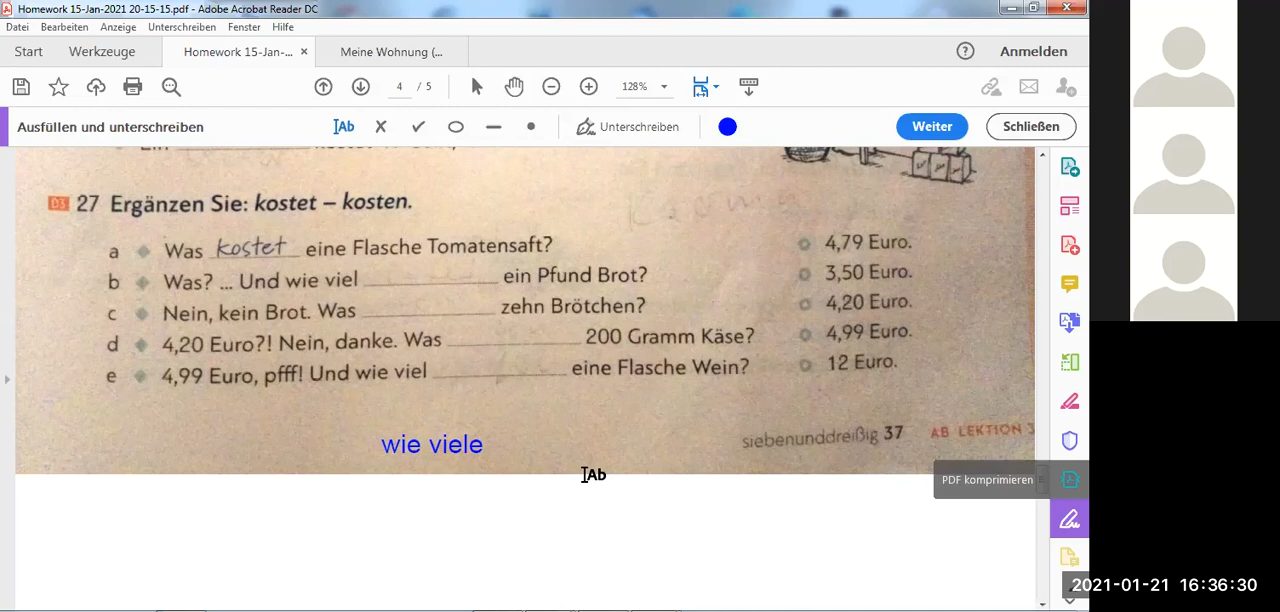 Homework 15-Jan-2021 20-15-15.pdf - Adobe Acrobat Reader DC
Datei Bearbeiten Anzeige Unterschreiben Fenster Hilfe
Start Werkzeuge Homework 15-Jan-... × Meine Wohnung (... Anmelden
4 / 5 128%
Ausfüllen und unterschreiben Ab Unterschreiben Weiter Schließen
D3 27 Ergänzen Sie: kostet – kosten.
a Was kostet eine Flasche Tomatensaft? 4,79 Euro.
b Was? ... Und wie viel ein Pfund Brot? 3,50 Euro.
c Nein, kein Brot. Was zehn Brötchen? 4,20 Euro.
d 4,20 Euro?! Nein, danke. Was 200 Gramm Käse? 4,99 Euro.
e 4,99 Euro, pfff! Und wie viel eine Flasche Wein? 12 Euro.
wie viele
siebenunddreißig 37 AB LEKTION 3
Ab
PDF komprimieren
2021-01-21 16:36:30